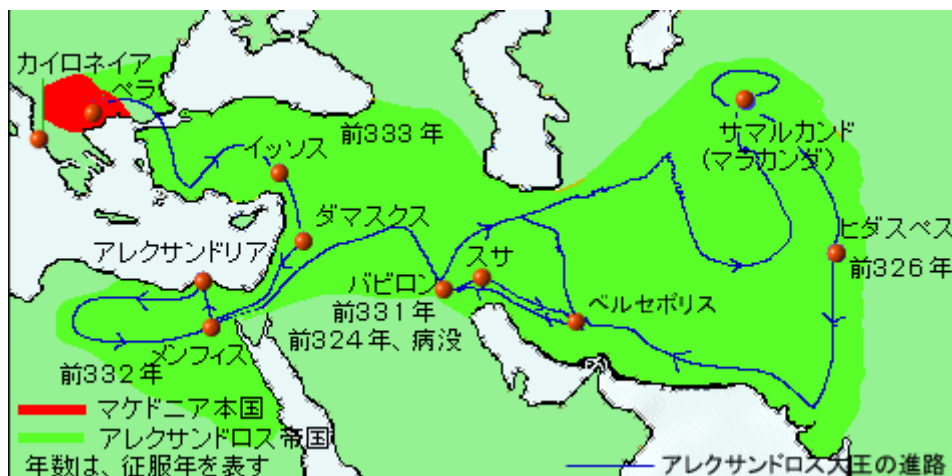 カイロネイア
ペラ
前333年
イッソス
サマルカンド
(マラカンダ)
ダマスクス
ヒダスペス
アレクサンドリア
前326年
スサ
バビロン
ペルセポリス
前331年
前324年、病没
メンフィス
前332年
マケドニア本国
アレクサンドロス帝国
年数は、征服年を表す
アレクサンドロス大王の進路